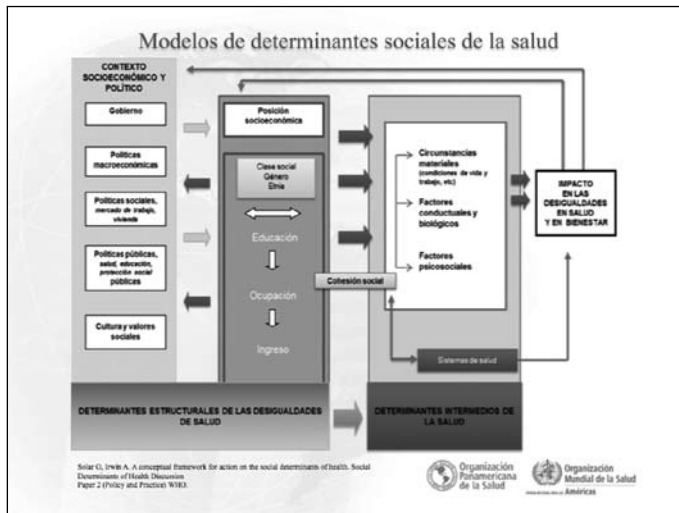 Modelos de determinantes sociales de la salud
CONTEXTO
SOCIOECONÓMICO Y
POLÍTICO
Gobierno
Políticas
macroeconómicas
Políticas sociales,
mercado de trabajo,
vivienda
Políticas públicas,
salud, educación,
protección social
públicas
Cultura y valores
sociales
Posición
socioeconómica
Clase social
Género
Etnia
Educación
Ocupación
Ingreso
Cohesión social
Circunstancias
materiales
(condiciones de vida y
trabajo, etc)
Factores
conductuales y
biológicos
Factores
psicosociales
Sistemas de salud
IMPACTO
EN LAS
DESIGUALDADES
EN SALUD
Y EN BIENESTAR
DETERMINANTES ESTRUCTURALES DE LAS DESIGUALDADES
DE SALUD
DETERMINANTES INTERMEDIOS DE
LA SALUD
Solar O, Irwin A. A conceptual framework for action on the social determinants of health. Social
Determinants of Health Discussion
Paper 2 (Policy and Practice) WHO.
Organización
Panamericana
de la Salud
Organización
Mundial de la Salud
Américas